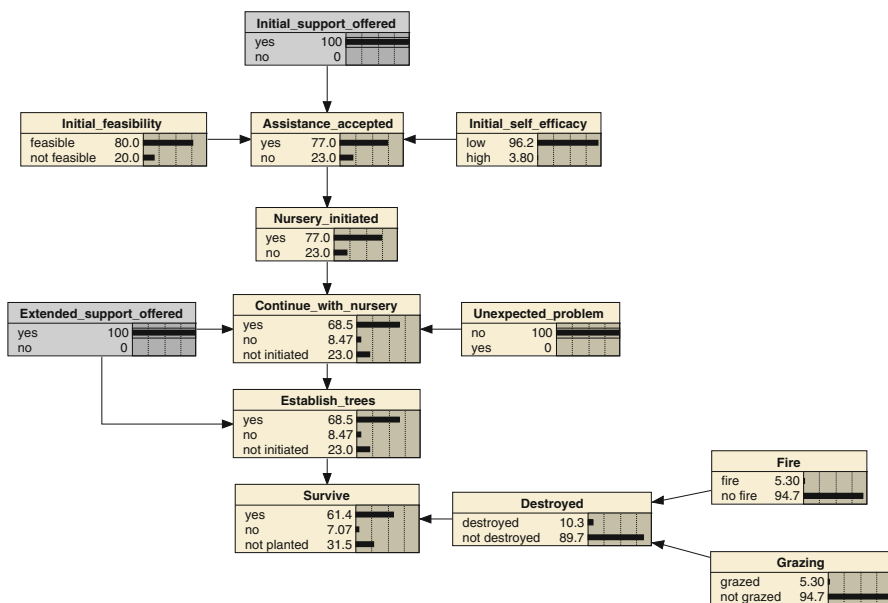 Initial_support_offered
yes 100
no 0
Initial_feasibility
feasible 80.0
not feasible 20.0
Assistance_accepted
yes 77.0
no 23.0
Initial_self_efficacy
low 96.2
high 3.80
Nursery_initiated
yes 77.0
no 23.0
Extended_support_offered
yes 100
no 0
Continue_with_nursery
yes 68.5
no 8.47
not initiated 23.0
Unexpected_problem
no 100
yes 0
Establish_trees
yes 68.5
no 8.47
not initiated 23.0
Survive
yes 61.4
no 7.07
not planted 31.5
Destroyed
destroyed 10.3
not destroyed 89.7
Fire
fire 5.30
no fire 94.7
Grazing
grazed 5.30
not grazed 94.7